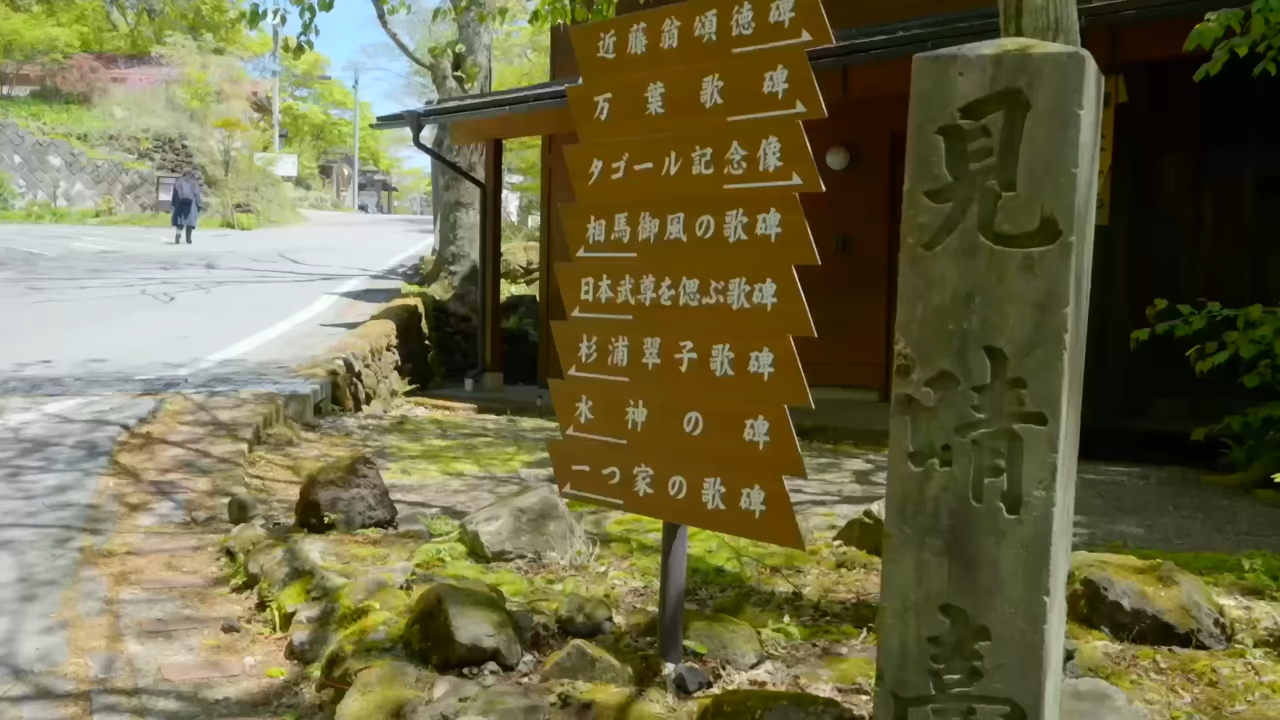 近藤翁頌徳碑
万葉歌碑
タゴール記念像
相馬御風の歌碑
日本武尊を偲ぶ歌碑
杉浦翠子歌碑
水神の碑
一つ家の歌碑
見晴臺